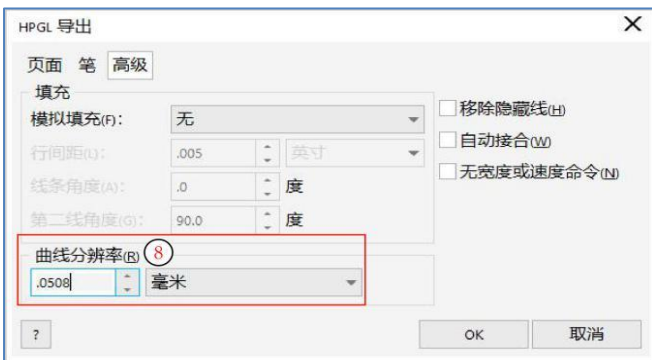 HPGL 导出
页面 笔 高级
填充
模拟填充(F): 无
移除隐藏线(H)
行间距(L): .005 英寸
自动接合(W)
线条角度(A): .0 度
无宽度或速度命令(N)
第二线角度(G): 90.0 度
曲线分辨率(R) 8
.0508 毫米
? OK 取消